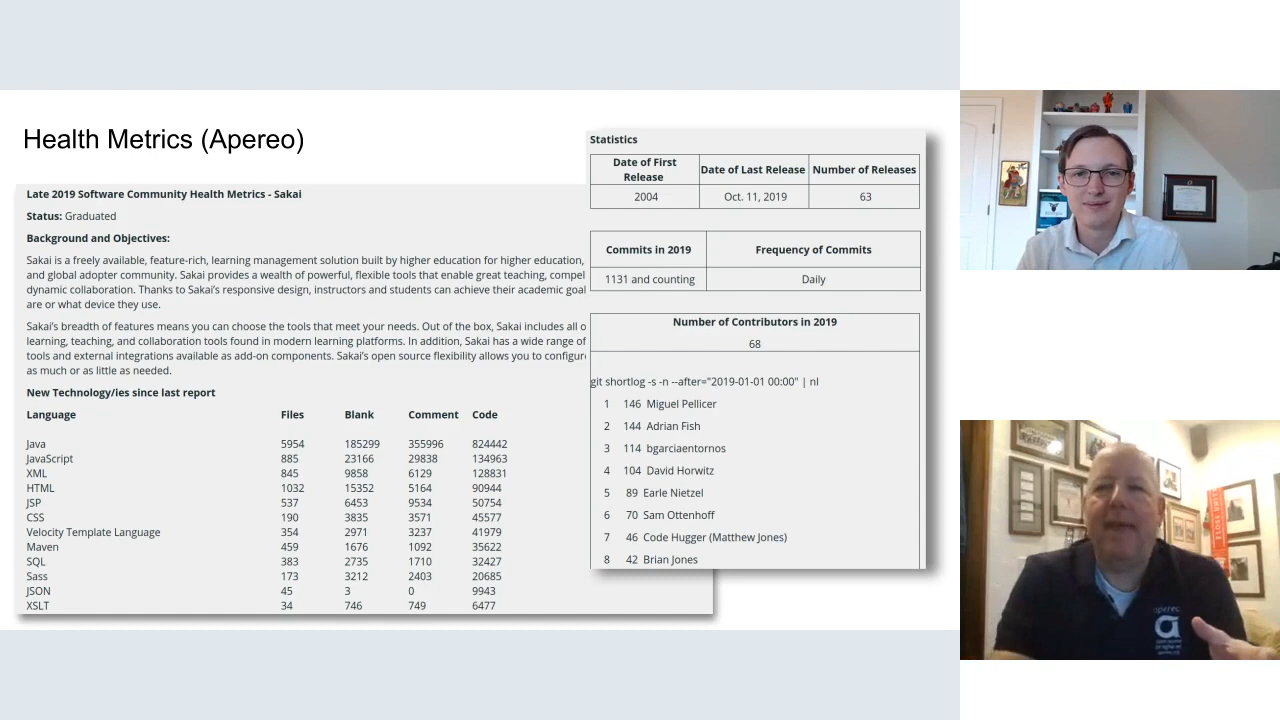 Health Metrics (Apereo)
Late 2019 Software Community Health Metrics - Sakai
Status: Graduated
Background and Objectives:
Sakai is a freely available, feature-rich, learning management solution built by higher education for higher education,
and global adopter community. Sakai provides a wealth of powerful, flexible tools that enable great teaching, compel
dynamic collaboration. Thanks to Sakai's responsive design, instructors and students can achieve their academic goal
are or what device they use.
Sakai's breadth of features means you can choose the tools that meet your needs. Out of the box, Sakai includes all o
learning, teaching, and collaboration tools found in modern learning platforms. In addition, Sakai has a wide range of
tools and external integrations available as add-on components. Sakai's open source flexibility allows you to configure
as much or as little as needed.
New Technology/ies since last report
Language Files Blank Comment Code
Java 5954 185299 355996 824442
JavaScript 885 23166 29838 134963
XML 845 9858 6129 128831
HTML 1032 15352 5164 90944
JSP 537 6453 9534 50754
CSS 190 3835 3571 45577
Velocity Template Language 354 2971 3237 41979
Maven 459 1676 1092 35622
SQL 383 2735 1710 32427
Sass 173 3212 2403 20685
JSON 45 3 0 9943
XSLT 34 746 749 6477
Statistics
Date of First Release Date of Last Release Number of Releases
2004 Oct. 11, 2019 63
Commits in 2019 Frequency of Commits
1131 and counting Daily
Number of Contributors in 2019
68
git shortlog -s -n --after="2019-01-01 00:00" | nl
1 146 Miguel Pellicer
2 144 Adrian Fish
3 114 bgarciaentornos
4 104 David Horwitz
5 89 Earle Nietzel
6 70 Sam Ottenhoff
7 46 Code Hugger (Matthew Jones)
8 42 Brian Jones
apereo